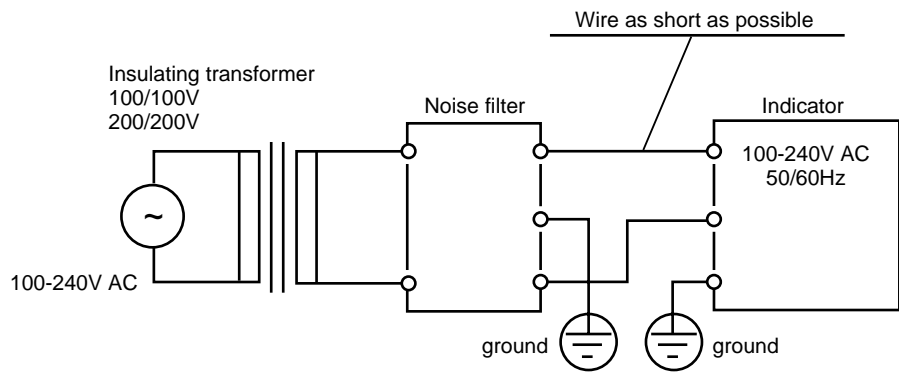 Wire as short as possible
Insulating transformer
100/100V
200/200V
Noise filter
Indicator
100-240V AC
50/60Hz
~
100-240V AC
ground
ground